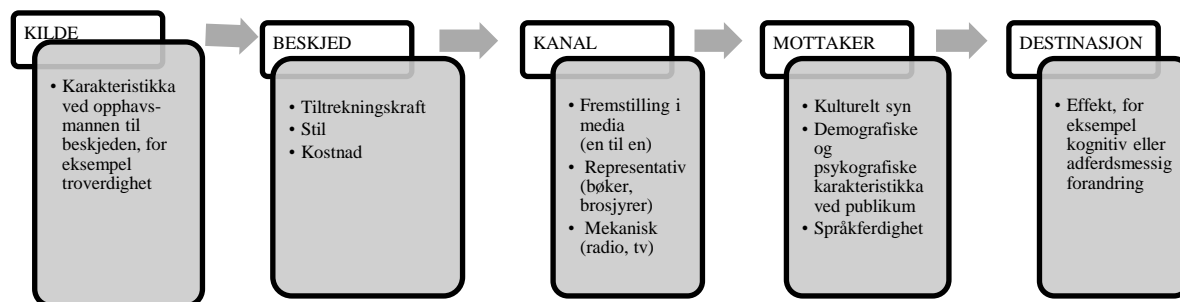 KILDE
• Karakteristikka
ved opphavs-
mannen til
beskjeden, for
eksempel
troverdighet
BESKJED
• Tiltrekningskraft
• Stil
• Kostnad
KANAL
• Fremstilling i
media
(en til en)
• Representativ
(bøker,
brosjyrer)
• Mekanisk
(radio, tv)
MOTTAKER
• Kulturelt syn
• Demografiske
og
psykografiske
karakteristikka
ved publikum
• Språkferdighet
DESTINASJON
• Effekt, for
eksempel
kognitiv eller
adferdsmessig
forandring